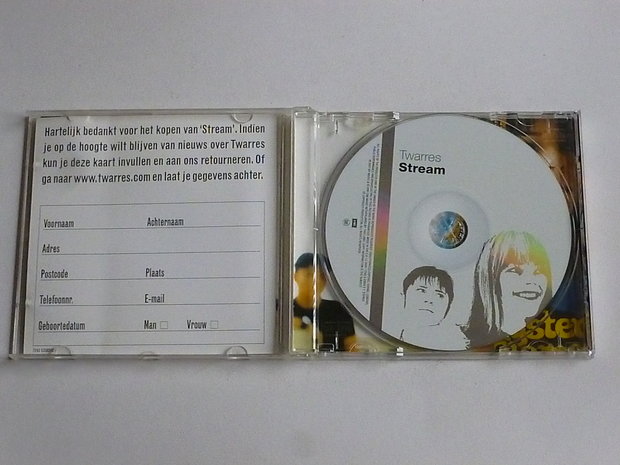 Hartelijk bedankt voor het kopen van 'Stream'. Indien
je op de hoogte wilt blijven van nieuws over Twarres
kun je deze kaart invullen en aan ons retourneren. Of
ga naar www.twarres.com en laat je gegevens achter.
Voornaam Achternaam
Adres
Postcode Plaats
Telefoonnr. E-mail
Geboortedatum Man Vrouw
Twarres
Stream